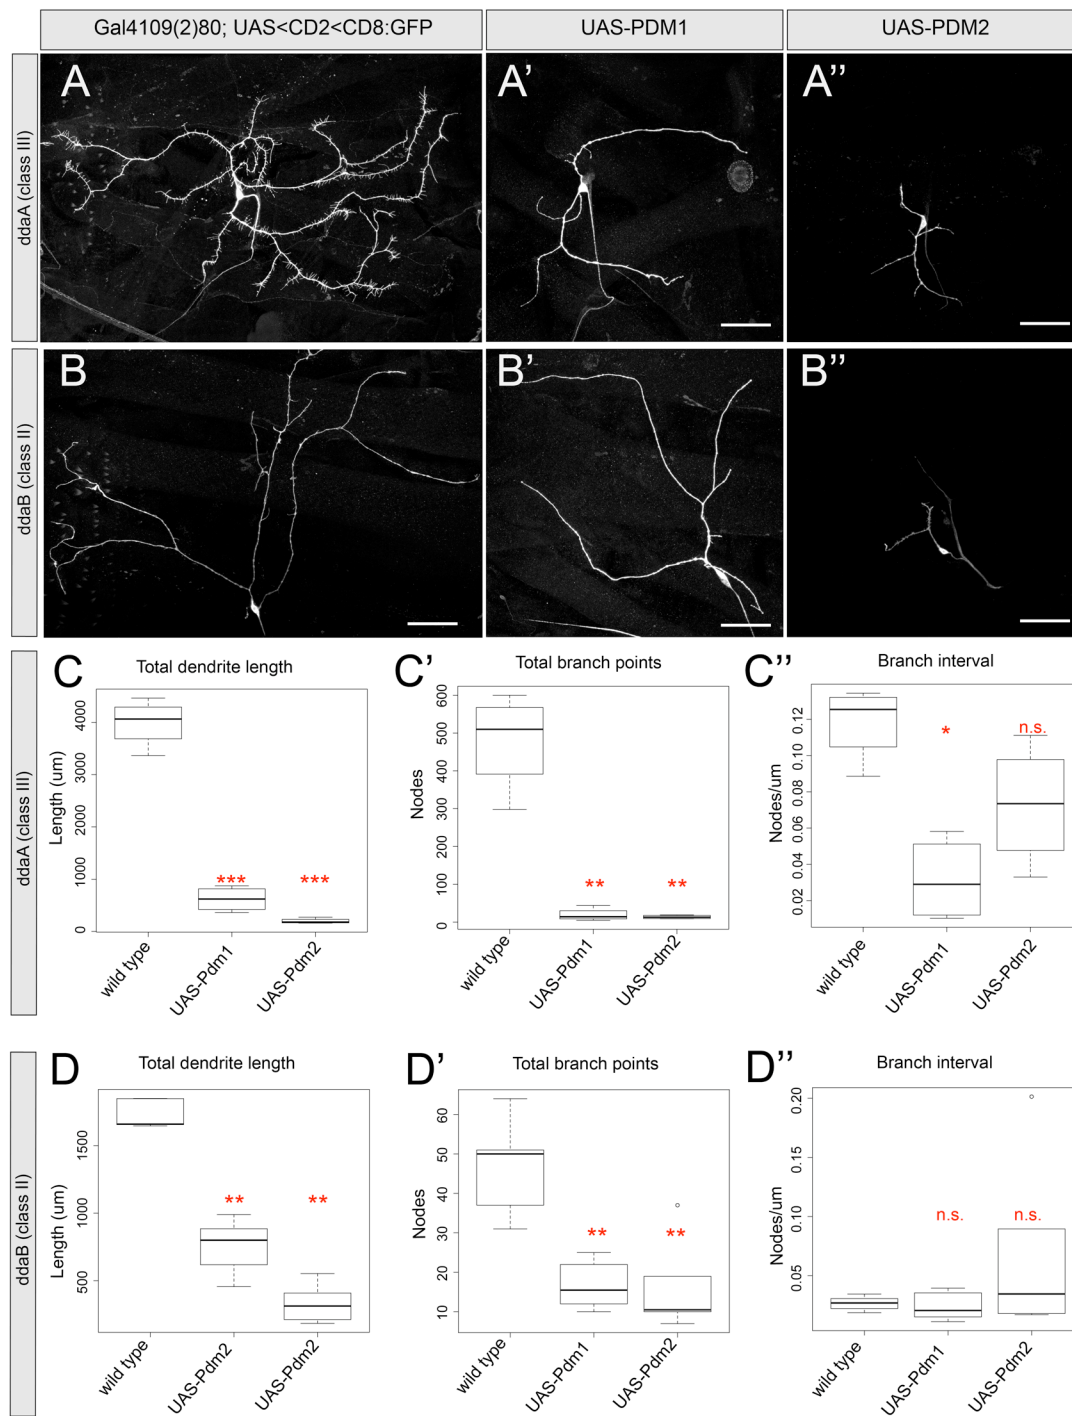 Gal4109(2)80; UAS<CD2<CD8:GFP
UAS-PDM1
UAS-PDM2
ddaA (class III)
A
A'
A''
ddaB (class II)
B
B'
B''
ddaA (class III)
C
Total dendrite length
Length (um)
4000
3000
2000
1000
0
***
***
wild type
UAS-Pdm1
UAS-Pdm2
C'
Total branch points
Nodes
600
500
400
300
200
100
0
**
**
wild type
UAS-Pdm1
UAS-Pdm2
C''
Branch interval
Nodes/um
0.12
0.10
0.08
0.06
0.04
0.02
*
n.s.
wild type
UAS-Pdm1
UAS-Pdm2
ddaB (class II)
D
Total dendrite length
Length (um)
1500
1000
500
**
**
wild type
UAS-Pdm2
UAS-Pdm2
D'
Total branch points
Nodes
60
50
40
30
20
10
**
**
wild type
UAS-Pdm1
UAS-Pdm2
D''
Branch interval
Nodes/um
0.20
0.15
0.10
0.05
n.s.
n.s.
wild type
UAS-Pdm1
UAS-Pdm2